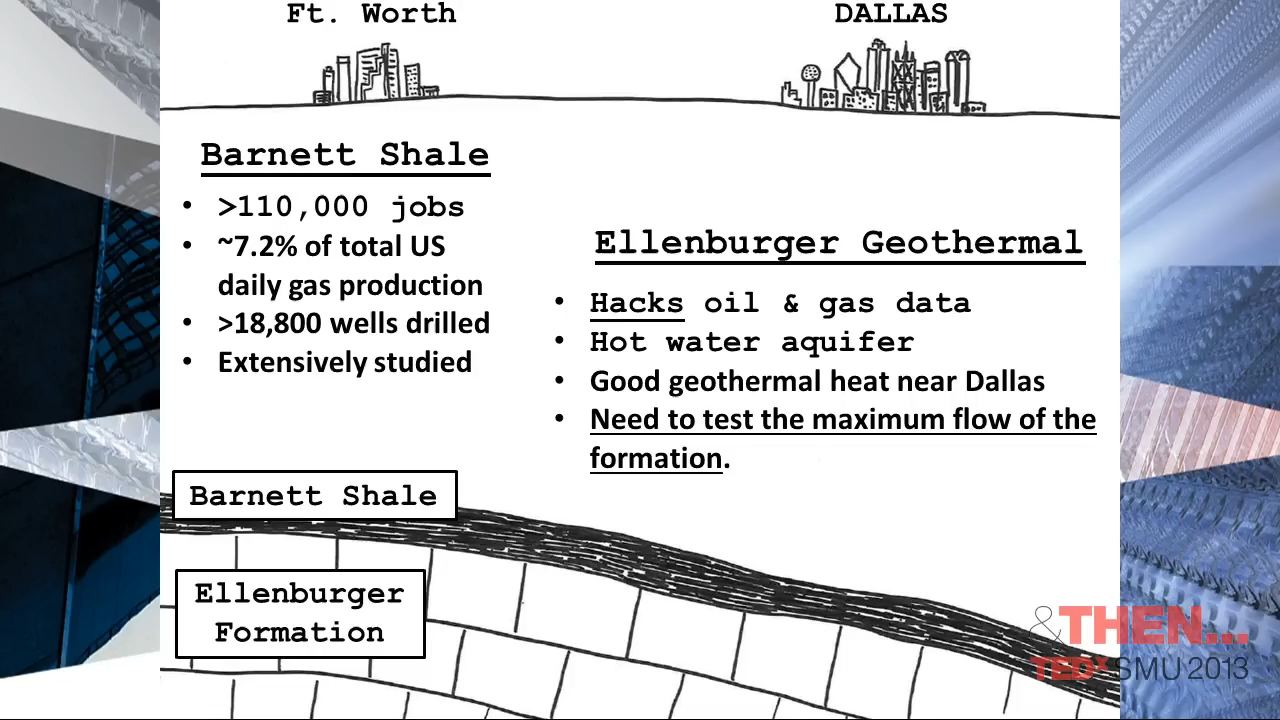 Ft. Worth
DALLAS
Barnett Shale
• >110,000 jobs
• ~7.2% of total US
daily gas production
• >18,800 wells drilled
• Extensively studied
Ellenburger Geothermal
• Hacks oil & gas data
• Hot water aquifer
• Good geothermal heat near Dallas
• Need to test the maximum flow of the
formation.
Barnett Shale
Ellenburger
Formation
&THEN...
TEDxSMU2013